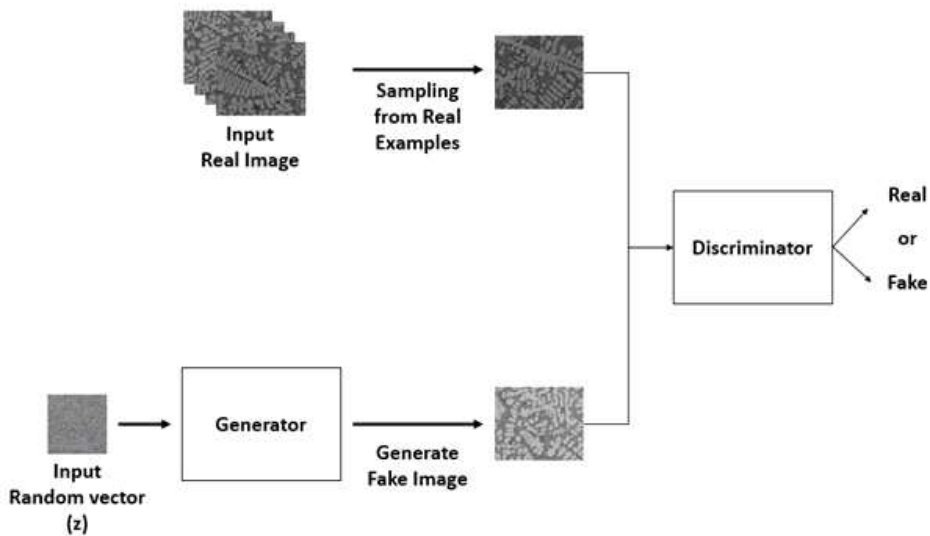 Input
Real Image
Sampling
from Real
Examples
Discriminator
Real
or
Fake
Generator
Generate
Fake Image
Input
Random vector
(z)